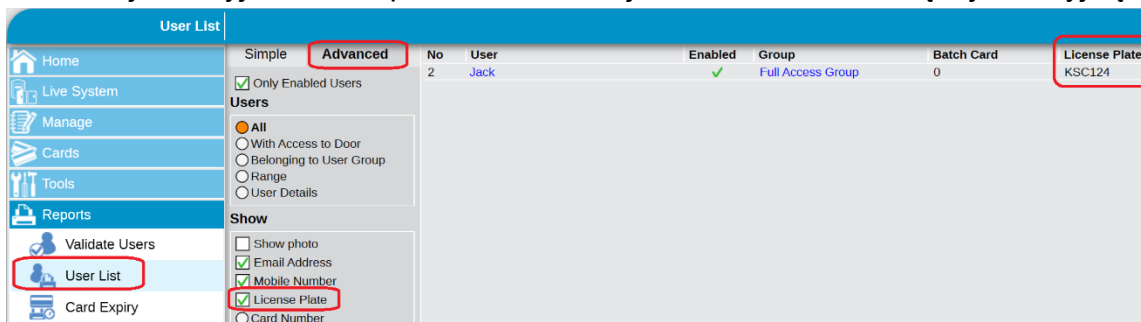 User List
Home
Live System
Manage
Cards
Tools
Reports
Validate Users
User List
Card Expiry
Simple Advanced
Only Enabled Users
Users
All
With Access to Door
Belonging to User Group
Range
User Details
Show
Show photo
Email Address
Mobile Number
License Plate
Card Number
No User Enabled Group Batch Card License Plate
2 Jack Full Access Group 0 KSC124